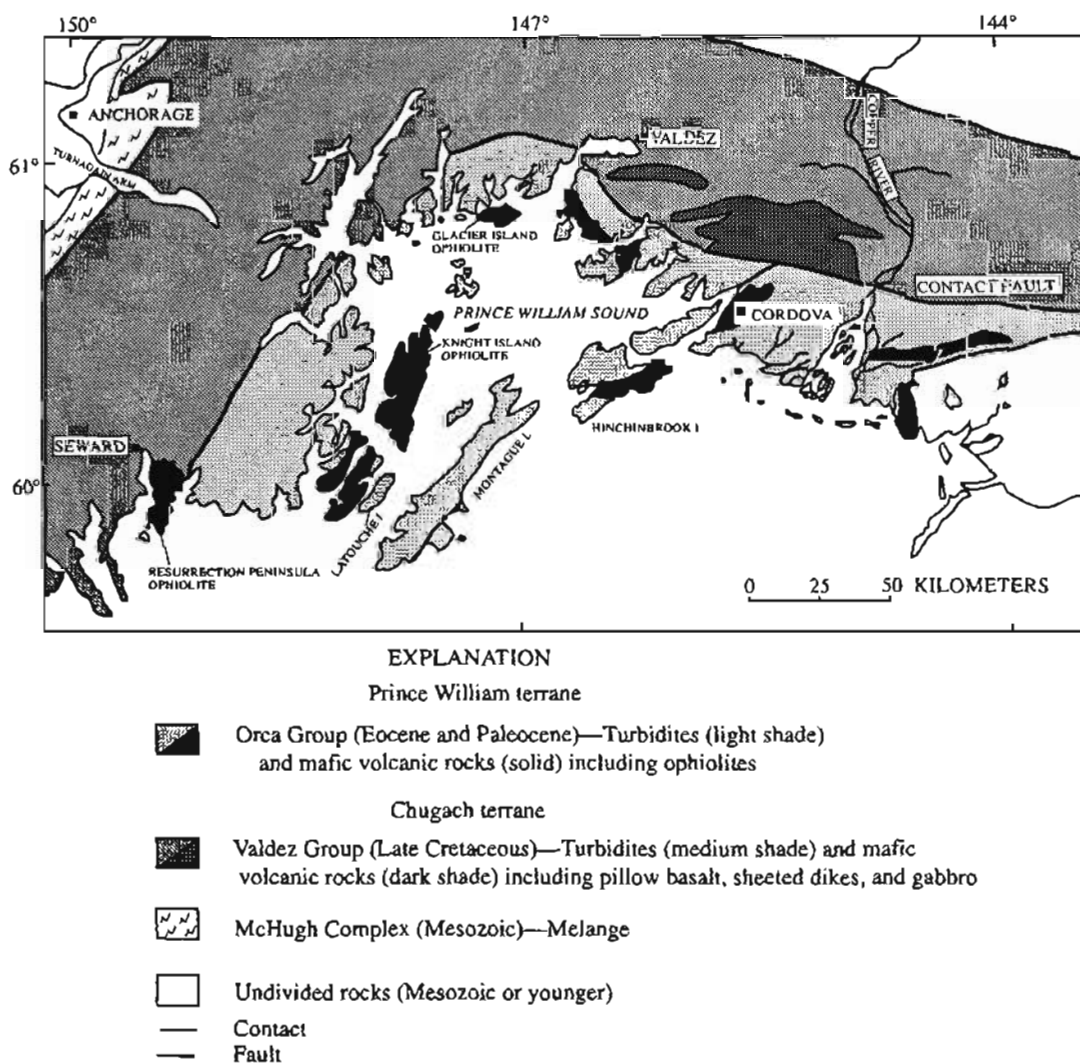 150°
147°
144°
ANCHORAGE
TURNAGAIN ARM
61°
VALDEZ
COPPER
RIVER
GLACIER ISLAND
OPHIOLITE
CONTACT FAULT
PRINCE WILLIAM SOUND
CORDOVA
KNIGHT ISLAND
OPHIOLITE
HINCHINBROOK I
SEWARD
MONTAGUE I.
60°
LATOUCHE I
RESURRECTION PENINSULA
OPHIOLITE
0 25 50 KILOMETERS
EXPLANATION
Prince William terrane
Orca Group (Eocene and Paleocene)—Turbidites (light shade)
and mafic volcanic rocks (solid) including ophiolites
Chugach terrane
Valdez Group (Late Cretaceous)—Turbidites (medium shade) and mafic
volcanic rocks (dark shade) including pillow basalt, sheeted dikes, and gabbro
McHugh Complex (Mesozoic)—Melange
Undivided rocks (Mesozoic or younger)
Contact
Fault